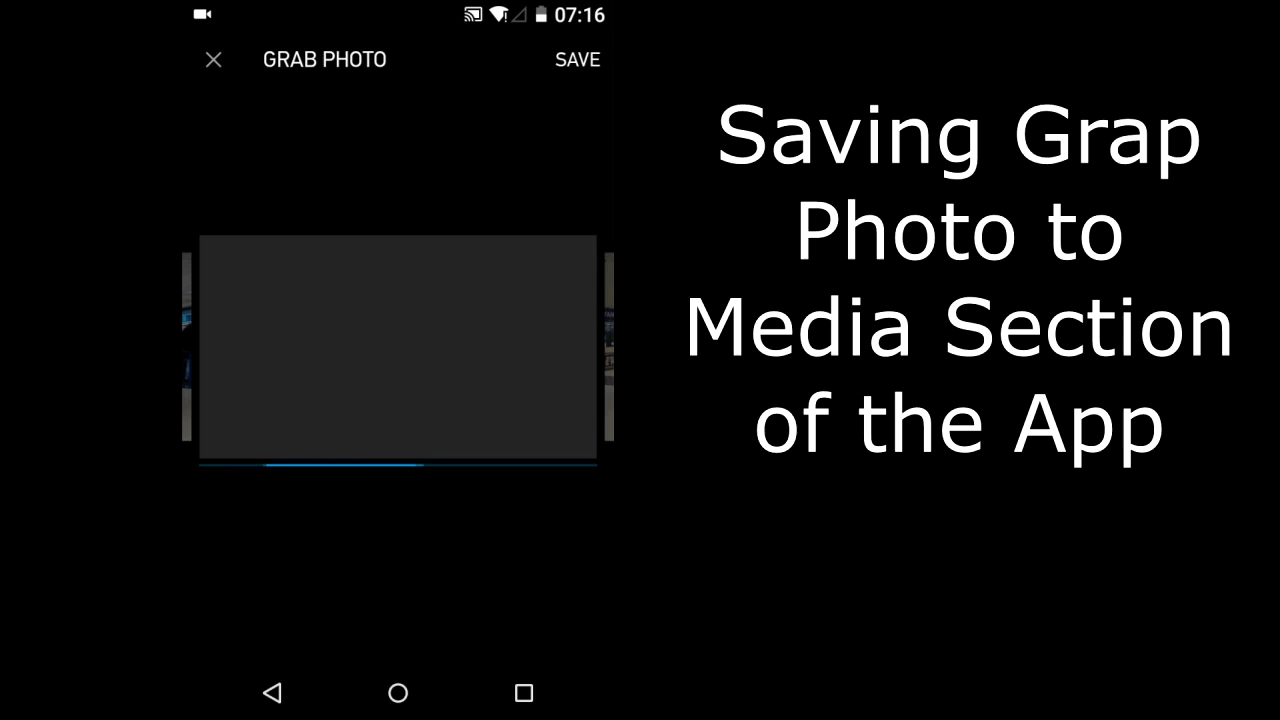 07:16
GRAB PHOTO
SAVE
Saving Grap
Photo to
Media Section
of the App